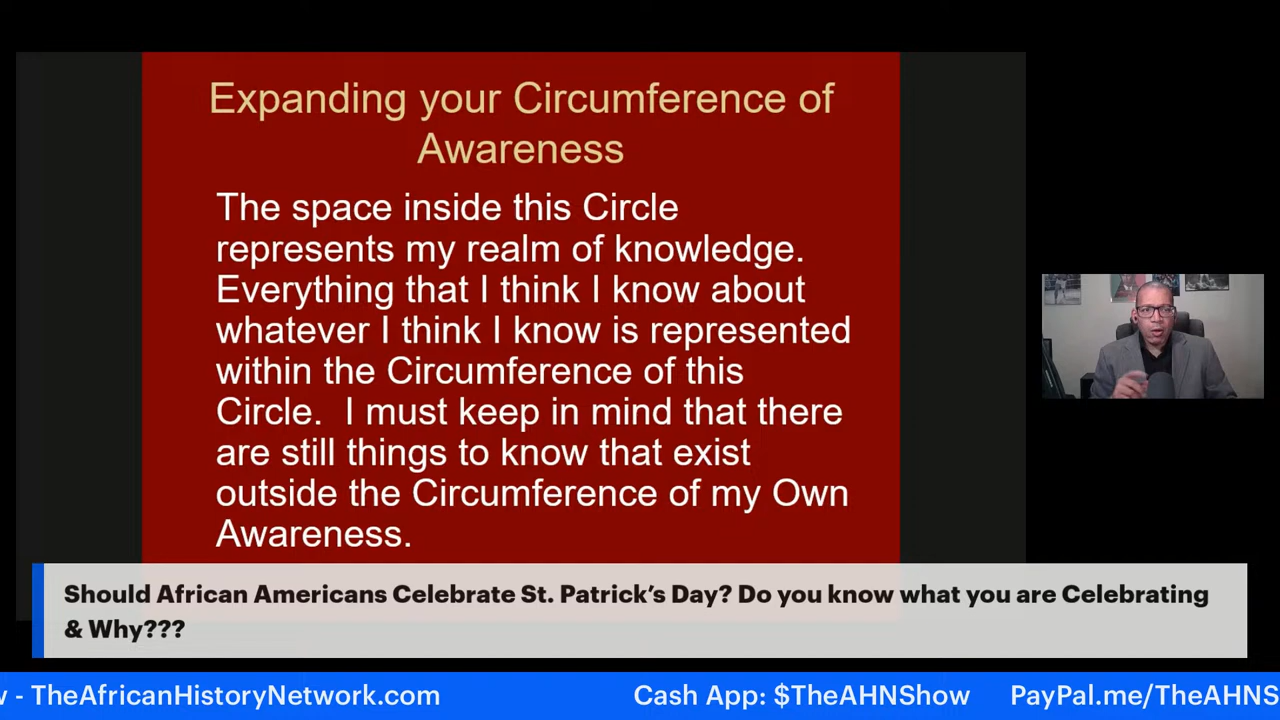 Expanding your Circumference of
Awareness
The space inside this Circle
represents my realm of knowledge.
Everything that I think I know about
whatever I think I know is represented
within the Circumference of this
Circle.  I must keep in mind that there
are still things to know that exist
outside the Circumference of my Own
Awareness.
Should African Americans Celebrate St. Patrick's Day? Do you know what you are Celebrating
& Why???
- TheAfricanHistoryNetwork.com Cash App: $TheAHNShow PayPal.me/TheAHNS